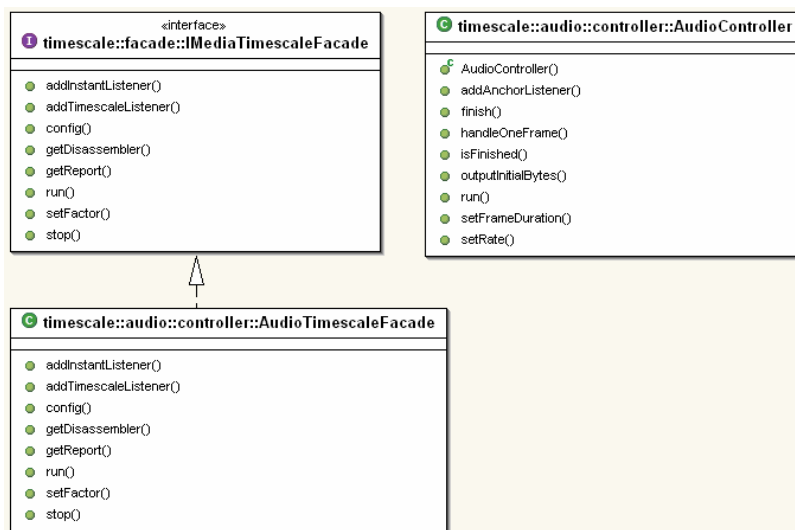 «interface»
I timescale::facade::IMediaTimescaleFacade
addInstantListener()
addTimescaleListener()
config()
getDisassembler()
getReport()
run()
setFactor()
stop()
C timescale::audio::controller::AudioController
C AudioController()
addAnchorListener()
finish()
handleOneFrame()
isFinished()
outputInitialBytes()
run()
setFrameDuration()
setRate()
C timescale::audio::controller::AudioTimescaleFacade
addInstantListener()
addTimescaleListener()
config()
getDisassembler()
getReport()
run()
setFactor()
stop()